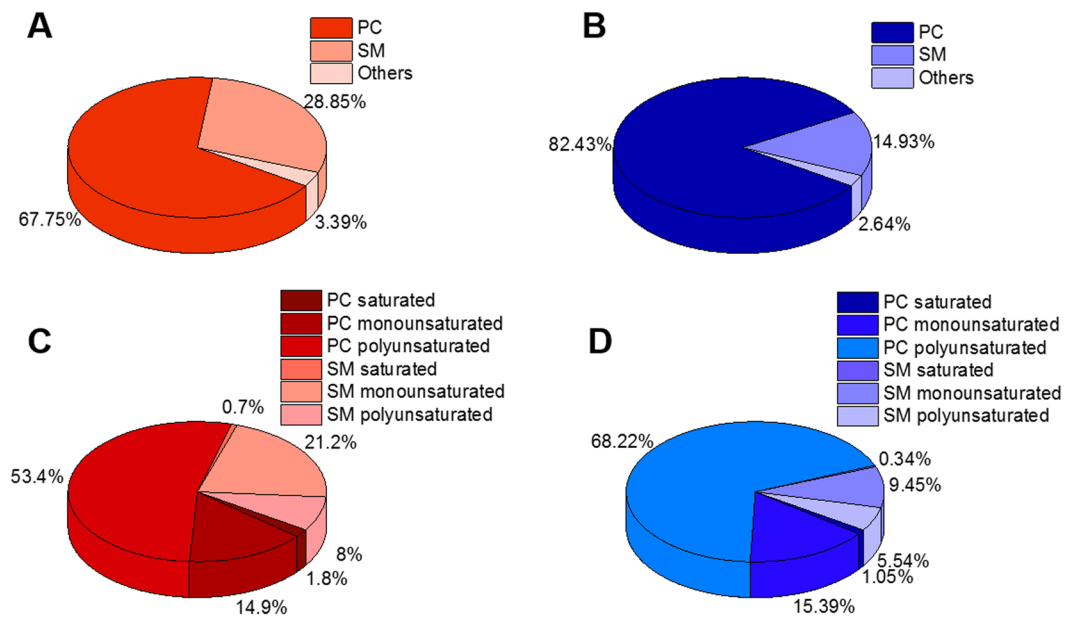 A
PC
SM
Others
28.85%
67.75%
3.39%
B
PC
SM
Others
82.43%
14.93%
2.64%
C
PC saturated
PC monounsaturated
PC polyunsaturated
SM saturated
SM monounsaturated
SM polyunsaturated
0.7%
21.2%
53.4%
8%
1.8%
14.9%
D
PC saturated
PC monounsaturated
PC polyunsaturated
SM saturated
SM monounsaturated
SM polyunsaturated
68.22%
0.34%
9.45%
5.54%
1.05%
15.39%